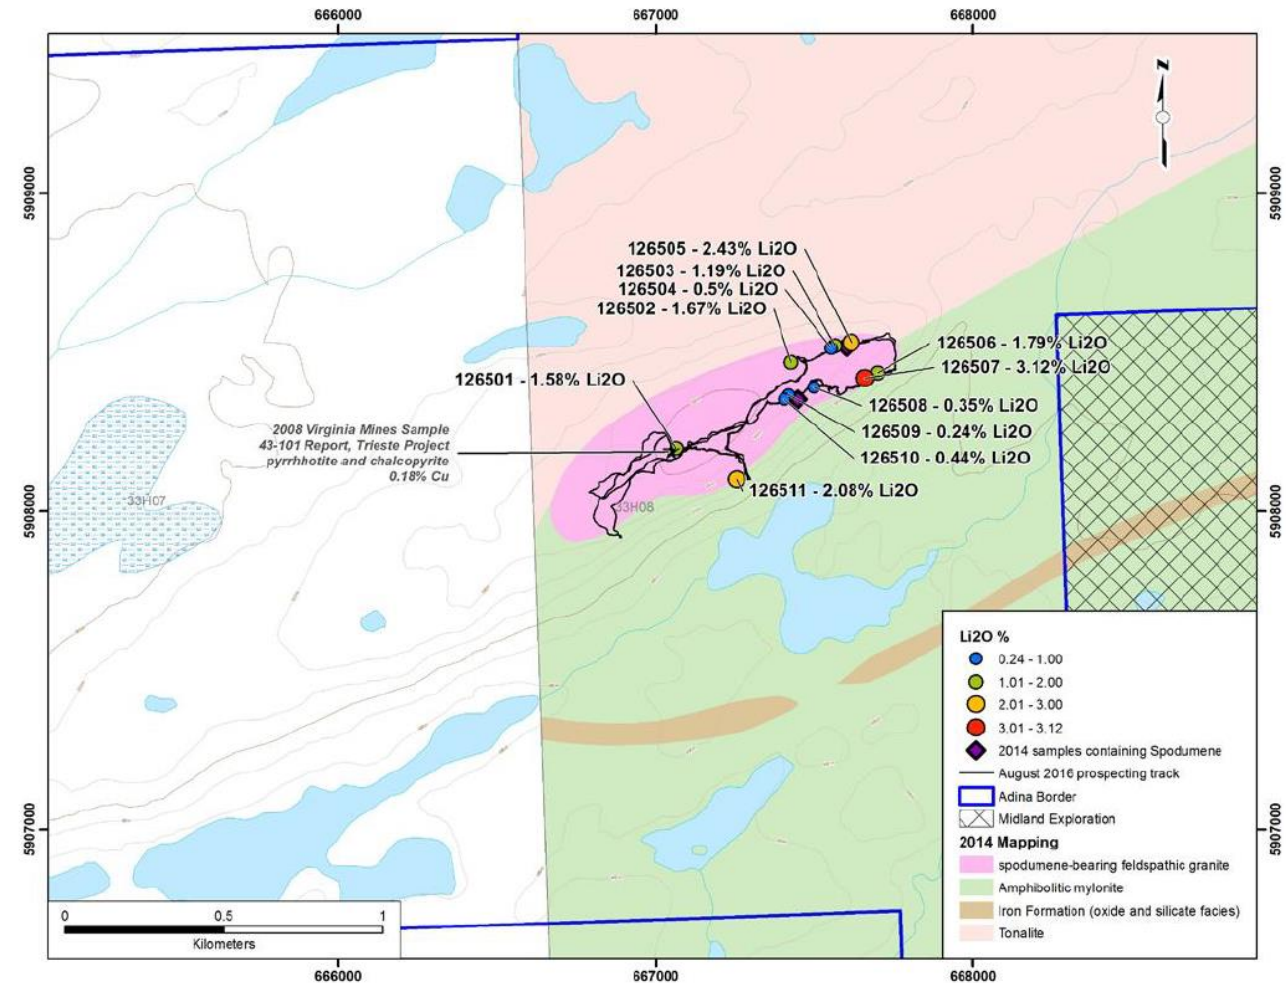 666000
667000
668000
5909000
5909000
N
126505 - 2.43% Li2O
126503 - 1.19% Li2O
126504 - 0.5% Li2O
126502 - 1.67% Li2O
126506 - 1.79% Li2O
126507 - 3.12% Li2O
126501 - 1.58% Li2O
126508 - 0.35% Li2O
126509 - 0.24% Li2O
126510 - 0.44% Li2O
126511 - 2.08% Li2O
2008 Virginia Mines Sample
43-101 Report, Trieste Project
pyrrhhotite and chalcopyrite
0.18% Cu
33H07
33H08
5908000
5908000
Li2O %
0.24 - 1.00
1.01 - 2.00
2.01 - 3.00
3.01 - 3.12
2014 samples containing Spodumene
August 2016 prospecting track
Adina Border
Midland Exploration
2014 Mapping
spodumene-bearing feldspathic granite
Amphibolitic mylonite
Iron Formation (oxide and silicate facies)
Tonalite
5907000
5907000
0 0.5 1
Kilometers
666000
667000
668000